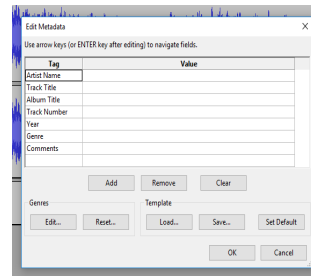 Edit Metadata
Use arrow keys (or ENTER key after editing) to navigate fields.
Tag Value
Artist Name
Track Title
Album Title
Track Number
Year
Genre
Comments
Add Remove Clear
Genres Template
Edit... Reset... Load... Save... Set Default
OK Cancel